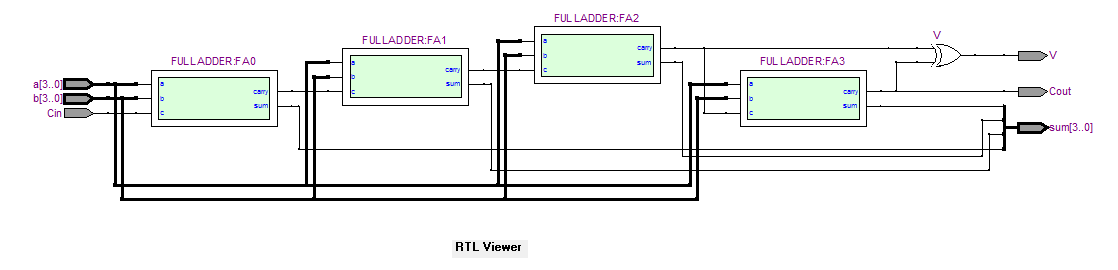 FULLADDER:FA2
V
FULLADDER:FA1
a
b
c
carry
sum
FULLADDER:FA0
FULLADDER:FA3
a
b
c
carry
sum
V
a[3..0]
b[3..0]
Cin
a
b
c
carry
sum
a
b
c
carry
sum
Cout
sum[3..0]
RTL Viewer